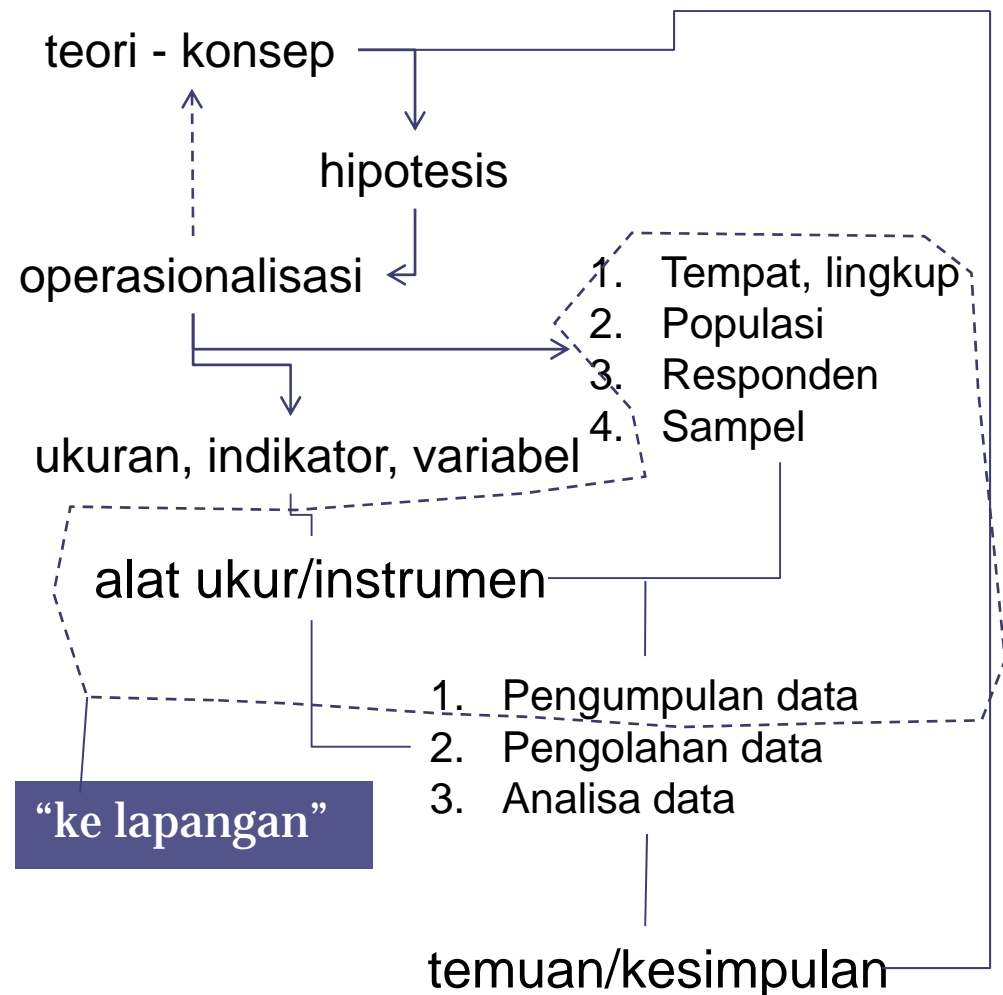 teori - konsep
hipotesis
operasionalisasi
1. Tempat, lingkup
2. Populasi
3. Responden
4. Sampel
ukuran, indikator, variabel
alat ukur/instrumen
1. Pengumpulan data
2. Pengolahan data
3. Analisa data
“ke lapangan”
temuan/kesimpulan